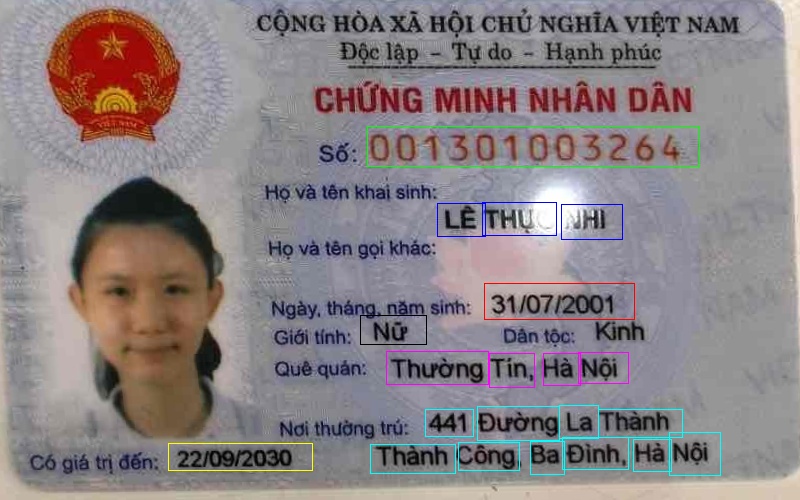 CỘNG HÒA XÃ HỘI CHỦ NGHĨA VIỆT NAM
Độc lập - Tự do - Hạnh phúc
CHỨNG MINH NHÂN DÂN
Số: 001301003264
Họ và tên khai sinh:
LÊ THỤC NHI
Họ và tên gọi khác:
Ngày, tháng, năm sinh: 31/07/2001
Giới tính: Nữ Dân tộc: Kinh
Quê quán: Thường Tín, Hà Nội
Nơi thường trú: 441 Đường La Thành
Có giá trị đến: 22/09/2030 Thành Công, Ba Đình, Hà Nội